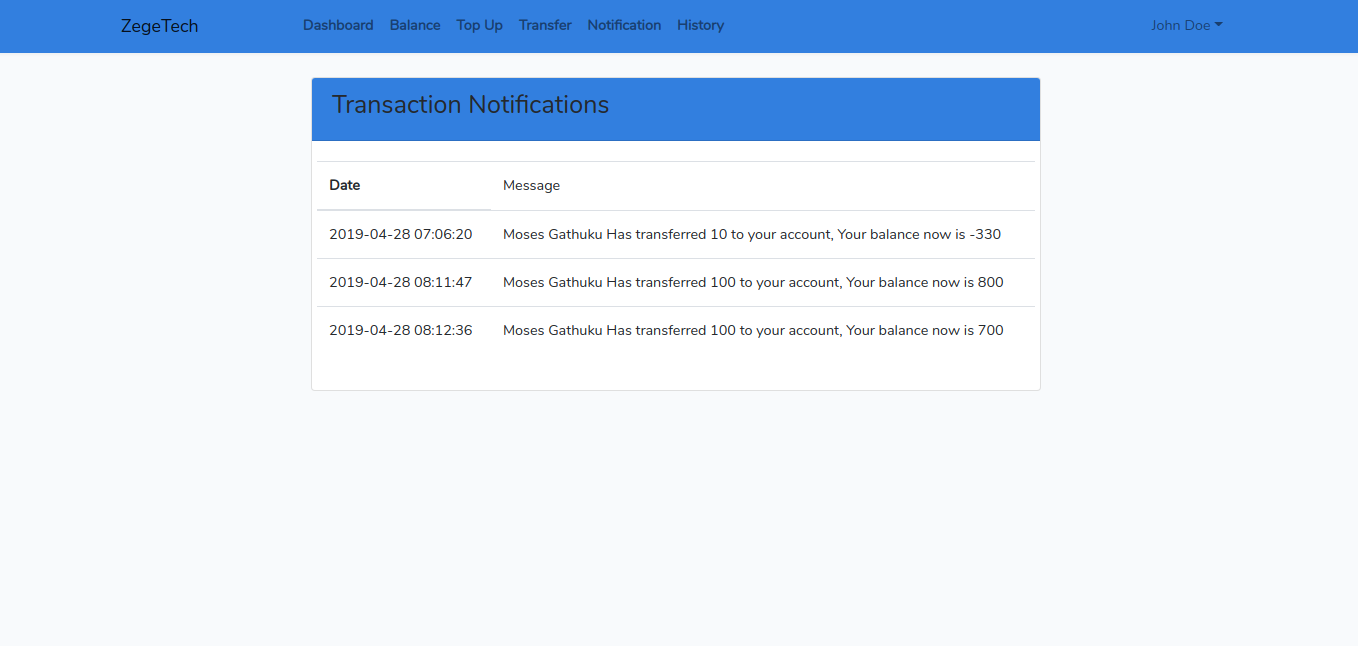 ZegeTech Dashboard Balance Top Up Transfer Notification History John Doe
Transaction Notifications
Date Message
2019-04-28 07:06:20 Moses Gathuku Has transferred 10 to your account, Your balance now is -330
2019-04-28 08:11:47 Moses Gathuku Has transferred 100 to your account, Your balance now is 800
2019-04-28 08:12:36 Moses Gathuku Has transferred 100 to your account, Your balance now is 700